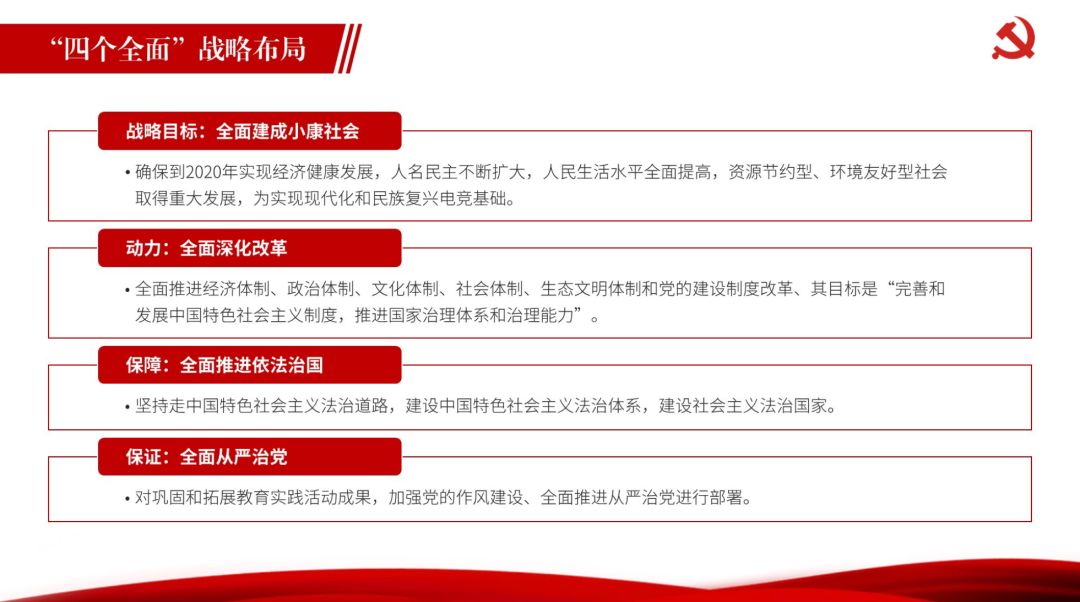 “四个全面”战略布局
战略目标：全面建成小康社会
• 确保到2020年实现经济健康发展，人名民主不断扩大，人民生活水平全面提高，资源节约型、环境友好型社会
取得重大发展，为实现现代化和民族复兴电竞基础。
动力：全面深化改革
• 全面推进经济体制、政治体制、文化体制、社会体制、生态文明体制和党的建设制度改革、其目标是“完善和
发展中国特色社会主义制度，推进国家治理体系和治理能力”。
保障：全面推进依法治国
• 坚持走中国特色社会主义法治道路，建设中国特色社会主义法治体系，建设社会主义法治国家。
保证：全面从严治党
• 对巩固和拓展教育实践活动成果，加强党的作风建设、全面推进从严治党进行部署。